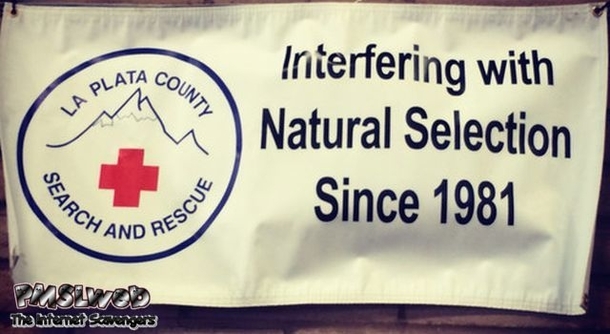 LA PLATA COUNTY
SEARCH AND RESCUE
Interfering with
Natural Selection
Since 1981
PMSLWeb
The Internet Scavengers